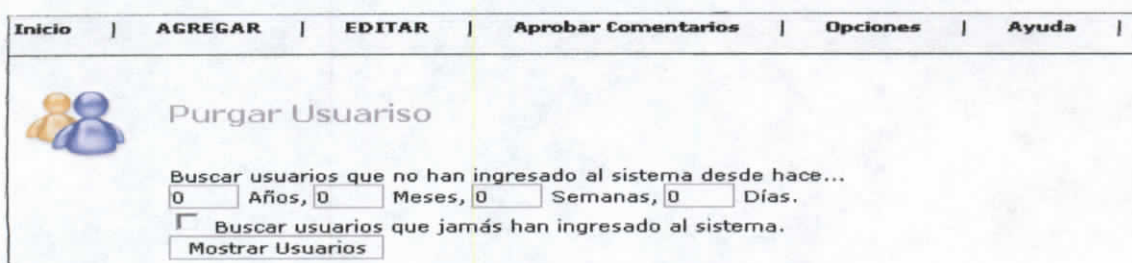 Inicio | AGREGAR | EDITAR | Aprobar Comentarios | Opciones | Ayuda |
Purgar Usuariso
Buscar usuarios que no han ingresado al sistema desde hace...
0 Años, 0 Meses, 0 Semanas, 0 Días.
Buscar usuarios que jamás han ingresado al sistema.
Mostrar Usuarios